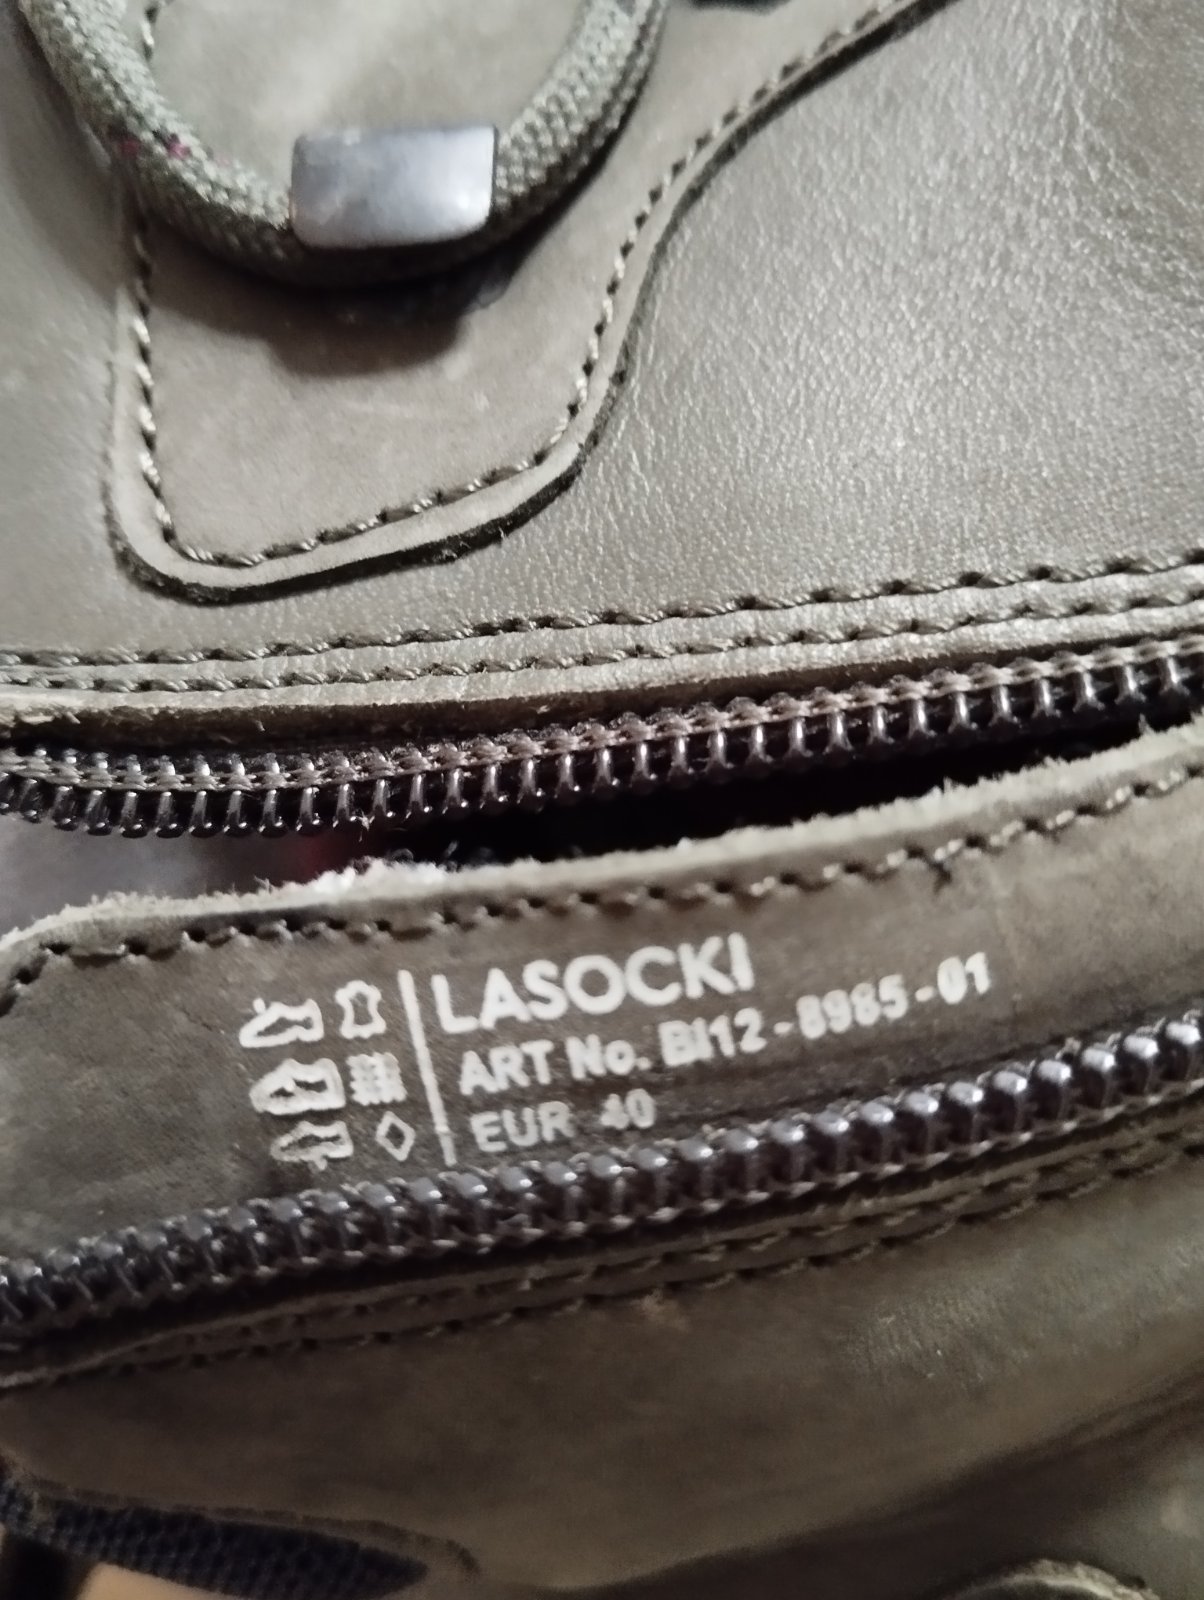 LASOCKI
ART No. BI12-8985-01
EUR 40